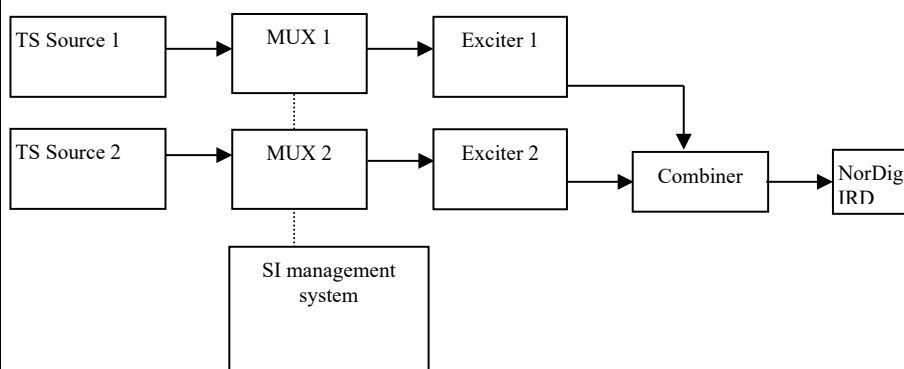 TS Source 1
MUX 1
Exciter 1
TS Source 2
MUX 2
Exciter 2
Combiner
NorDig
IRD
SI management
system